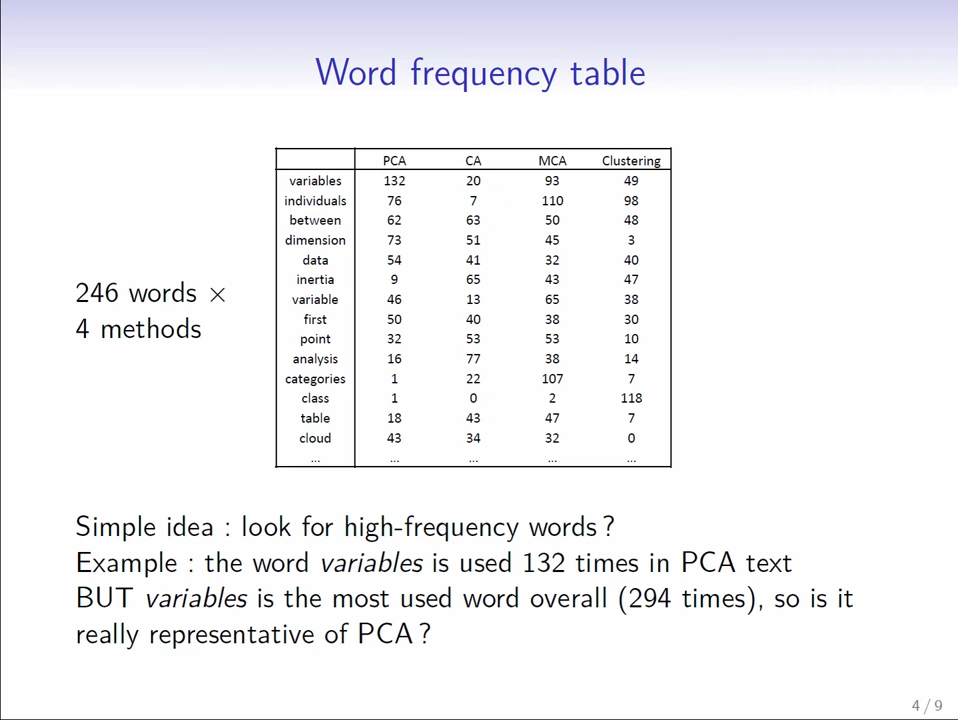 Word frequency table
PCA CA MCA Clustering
variables 132 20 93 49
individuals 76 7 110 98
between 62 63 50 48
dimension 73 51 45 3
data 54 41 32 40
inertia 9 65 43 47
variable 46 13 65 38
first 50 40 38 30
point 32 53 53 10
analysis 16 77 38 14
categories 1 22 107 7
class 1 0 2 118
table 18 43 47 7
cloud 43 34 32 0
... ... ... ... ...
246 words ×
4 methods
Simple idea : look for high-frequency words ?
Example : the word variables is used 132 times in PCA text
BUT variables is the most used word overall (294 times), so is it
really representative of PCA ?
4 / 9